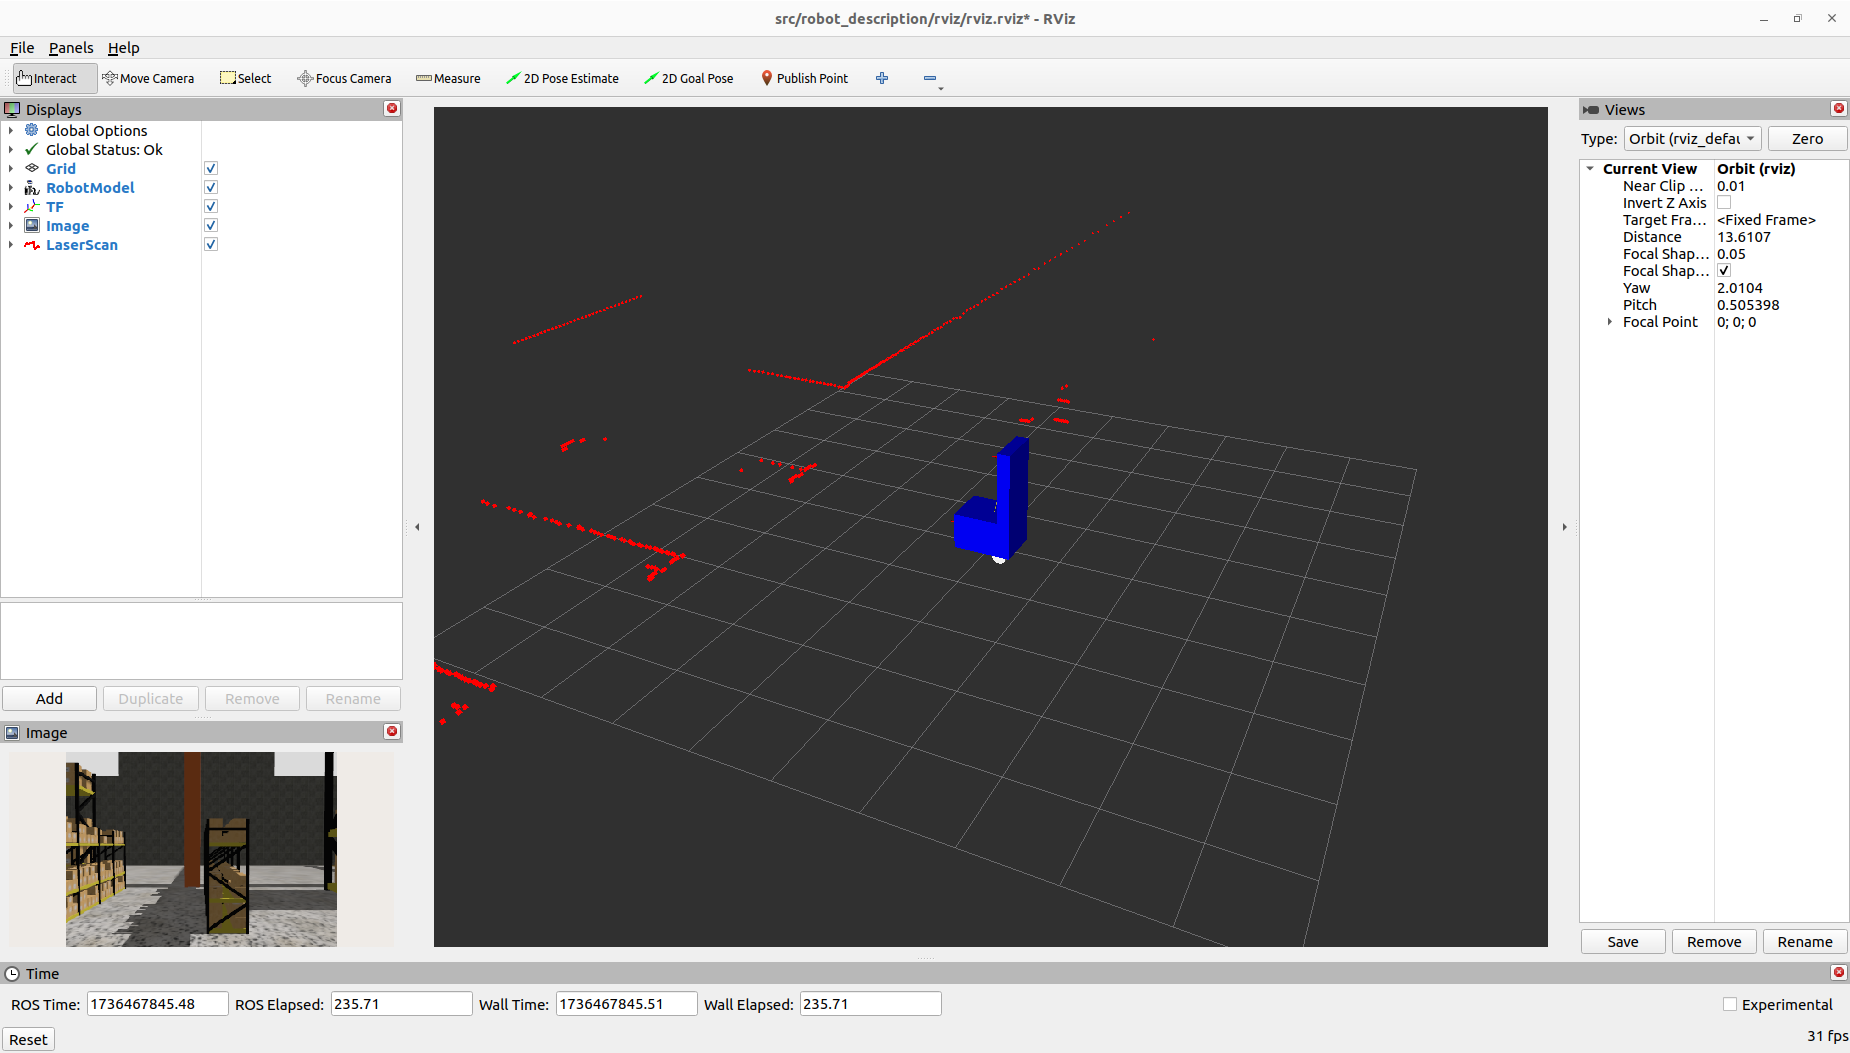 src/robot_description/rviz/rviz.rviz* - RViz
File Panels Help
Interact Move Camera Select Focus Camera Measure 2D Pose Estimate 2D Goal Pose Publish Point
Displays
Global Options
Global Status: Ok
Grid
RobotModel
TF
Image
LaserScan
Add Duplicate Remove Rename
Image
Views
Type: Orbit (rviz_defau Zero
Current View Orbit (rviz)
Near Clip ... 0.01
Invert Z Axis
Target Fra... <Fixed Frame>
Distance 13.6107
Focal Shap... 0.05
Focal Shap...
Yaw 2.0104
Pitch 0.505398
Focal Point 0; 0; 0
Save Remove Rename
Time
ROS Time: 1736467845.48 ROS Elapsed: 235.71 Wall Time: 1736467845.51 Wall Elapsed: 235.71 Experimental
Reset 31 fps